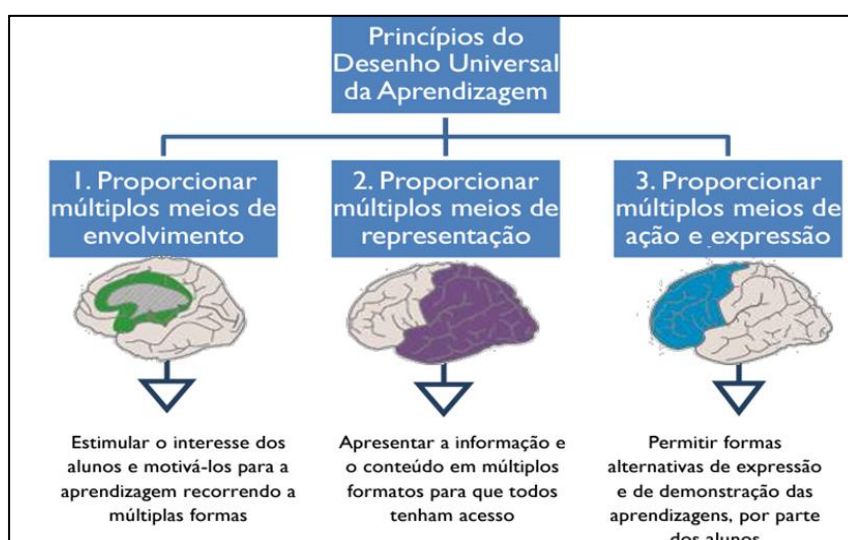 Princípios do
Desenho Universal
da Aprendizagem
1. Proporcionar
múltiplos meios de
envolvimento
2. Proporcionar
múltiplos meios de
representação
3. Proporcionar
múltiplos meios de
ação e expressão
Estimular o interesse dos
alunos e motivá-los para a
aprendizagem recorrendo a
múltiplas formas
Apresentar a informação e
o conteúdo em múltiplos
formatos para que todos
tenham acesso
Permitir formas
alternativas de expressão
e de demonstração das
aprendizagens, por parte
dos alunos